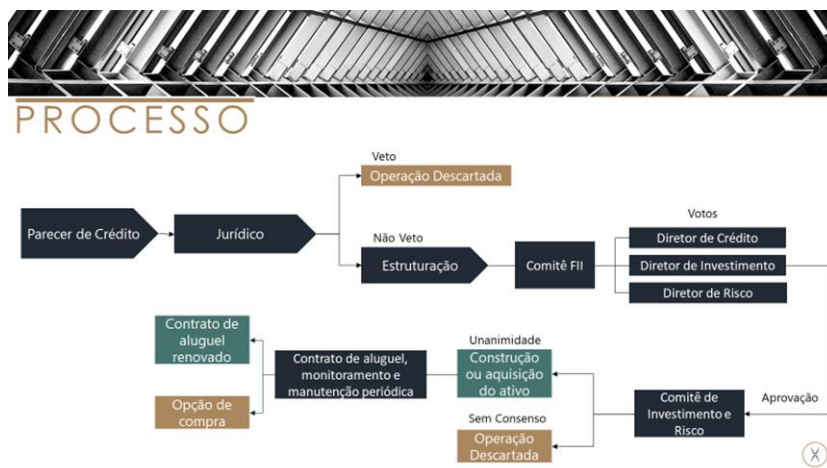 PROCESSO
Veto
Operação Descartada
Parecer de Crédito
Jurídico
Não Veto
Estruturação
Comitê FII
Votos
Diretor de Crédito
Diretor de Investimento
Diretor de Risco
Contrato de
aluguel
renovado
Opção de
compra
Contrato de aluguel,
monitoramento e
manutenção periódica
Unanimidade
Construção
ou aquisição
do ativo
Sem Consenso
Operação
Descartada
Comitê de
Investimento e
Risco
Aprovação